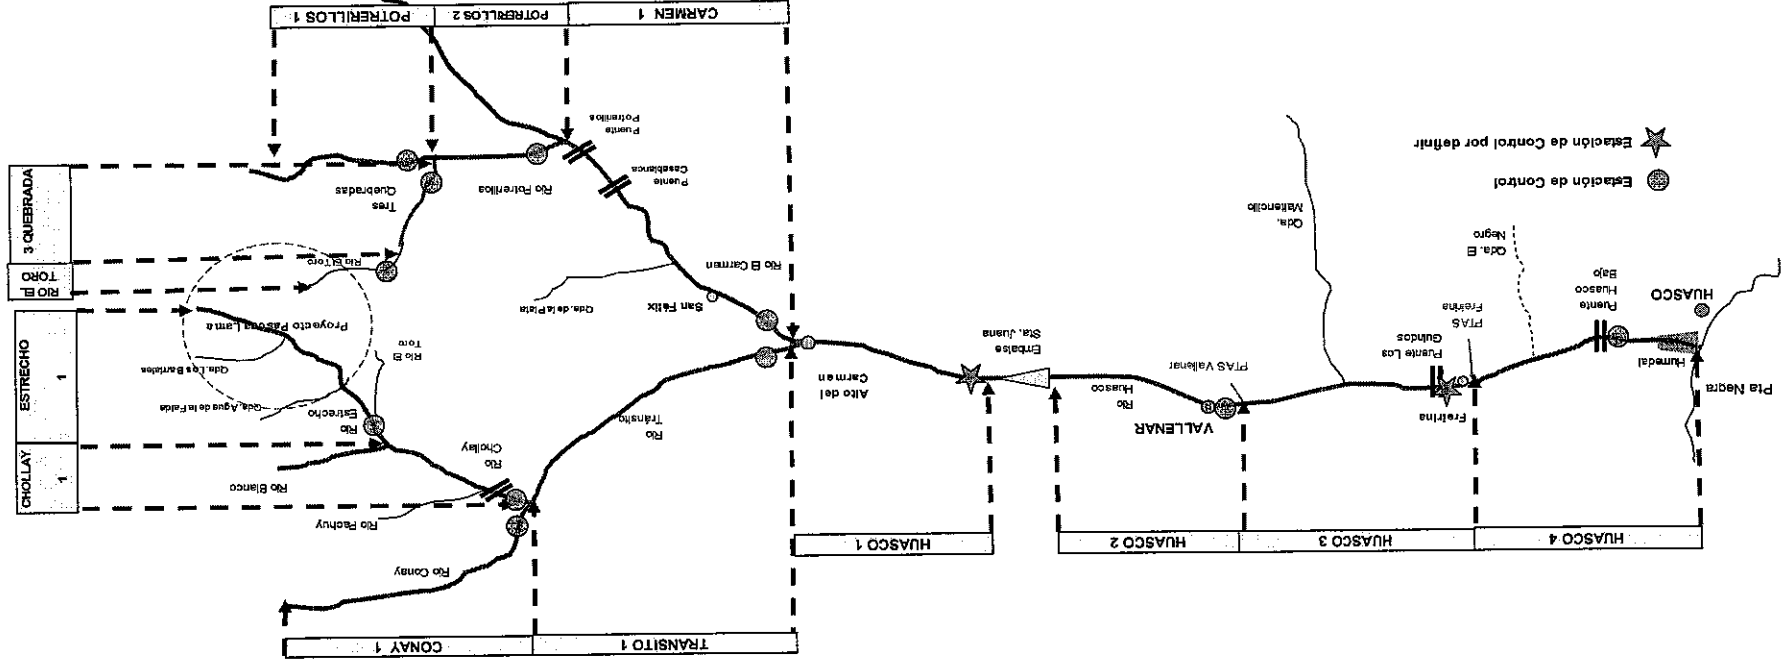 TRANSITO 1
CONAY 1
HUASCO 4
HUASCO 3
HUASCO 2
HUASCO 1
Río Conay
Río Pachuy
CHOLLAY
1
Río Blanco
Río
Chollay
VALLENAR
Río
Tránsito
Freirina
Río
Estrecho
Qda. Agua de la Falda
ESTRECHO
1
Pta Negra
Río
Huasco
Alto del
Carmen
Humedal
Puente Los
Guindos
PTAS Vallenar
Qda. Los Barriales
Río El
Toro
Embalse
Sta. Juana
PTAS
Freirina
Proyecto Pascua Lama
HUASCO
Puente
Huasco
Bajo
San Félix
Qda. de la Plata
RIO EL
TORO
Río El Toro
Río El Carmen
Qda. El
Negro
Qda.
Maitencillo
3 QUEBRADA
Tres
Quebradas
Río Potrerillos
Estación de Control
Puente
Casablanca
Estación de Control por definir
Puente
Potrerillos
CARMEN 1
POTRERILLOS 2
POTRERILLOS 1